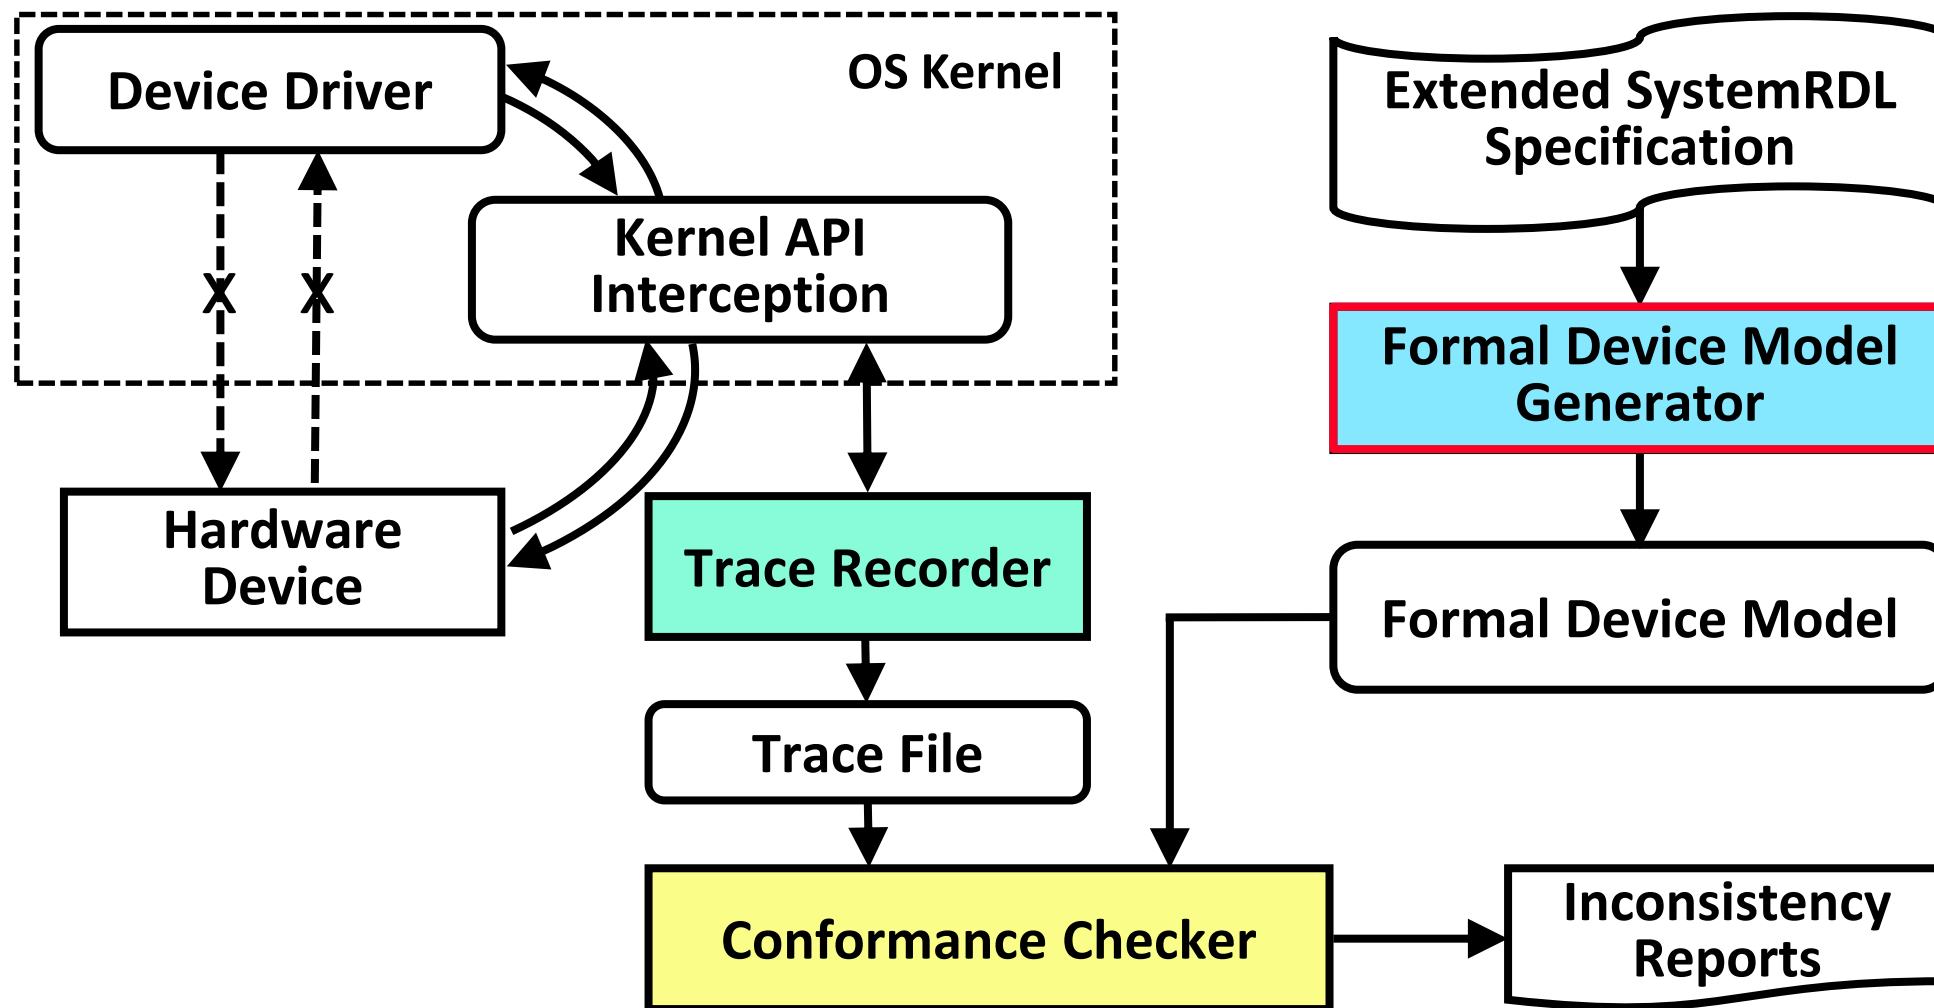 Device Driver
OS Kernel
Kernel API
Interception
X
X
Hardware
Device
Trace Recorder
Trace File
Conformance Checker
Extended SystemRDL
Specification
Formal Device Model
Generator
Formal Device Model
Inconsistency
Reports